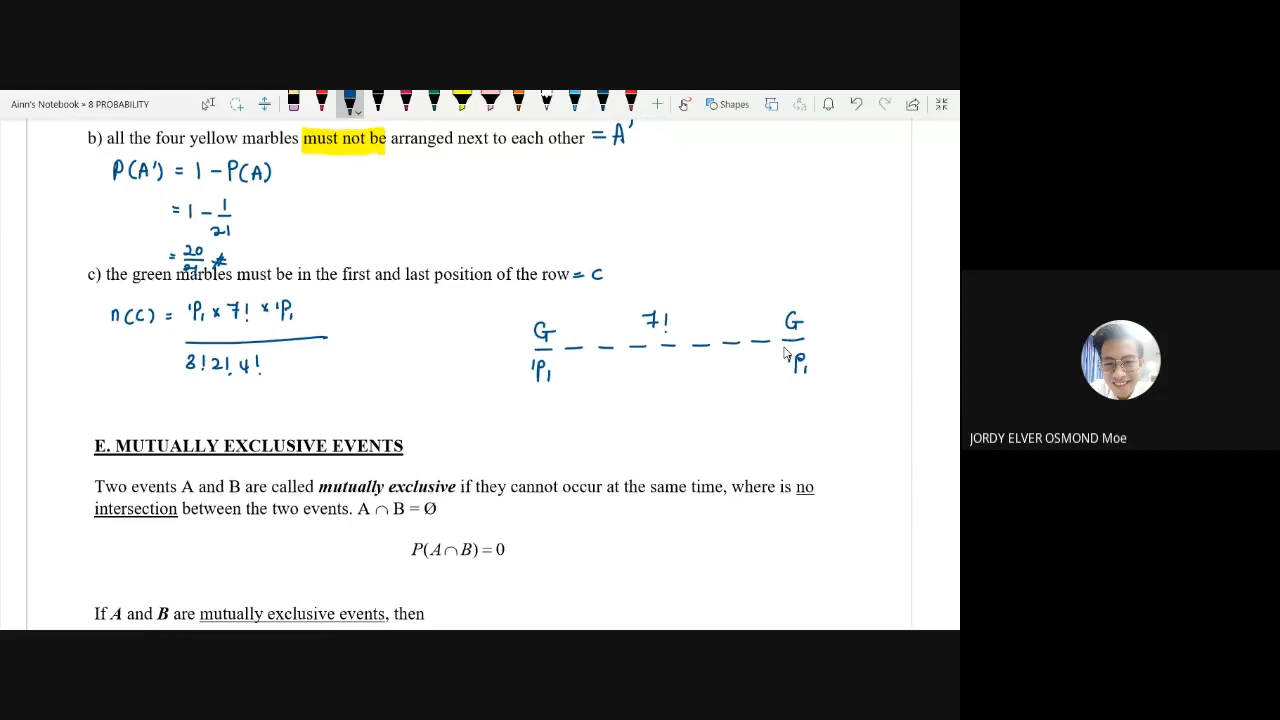 Ainn's Notebook > 8 PROBABILITY
Shapes
b) all the four yellow marbles must not be arranged next to each other = A'
P(A') = 1 - P(A)
= 1 - 1/21
= 20/21 *
c) the green marbles must be in the first and last position of the row = C
n(C) = ¹P₁ × 7! × ¹P₁
3! 2! 4!
G 7! G
¹P₁ ¹P₁
E. MUTUALLY EXCLUSIVE EVENTS
Two events A and B are called mutually exclusive if they cannot occur at the same time, where is no
intersection between the two events. A ∩ B = Ø
P(A ∩ B) = 0
If A and B are mutually exclusive events, then
JORDY ELVER OSMOND Moe